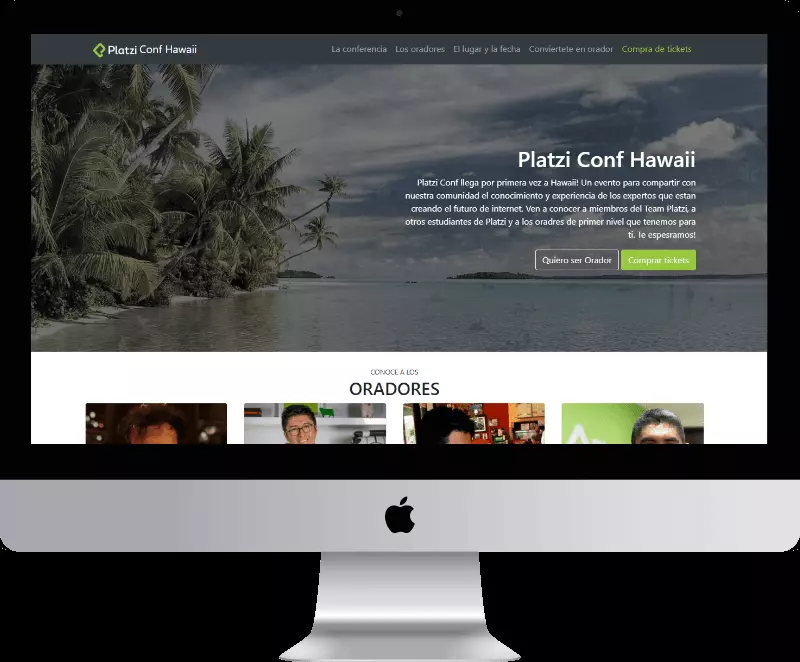 Platzi Conf Hawaii
La conferencia Los oradores El lugar y la fecha Conviertete en orador Compra de tickets
Platzi Conf Hawaii
Platzi Conf llega por primera vez a Hawaii! Un evento para compartir con
nuestra comunidad el conocimiento y experiencia de los expertos que estan
creando el futuro de internet. Ven a conocer a miembros del Team Platzi, a
otros estudiantes de Platzi y a los oradres de primer nivel que tenemos para
ti. Te espesramos!
Quiero ser Orador Comprar tickets
CONOCE A LOS
ORADORES